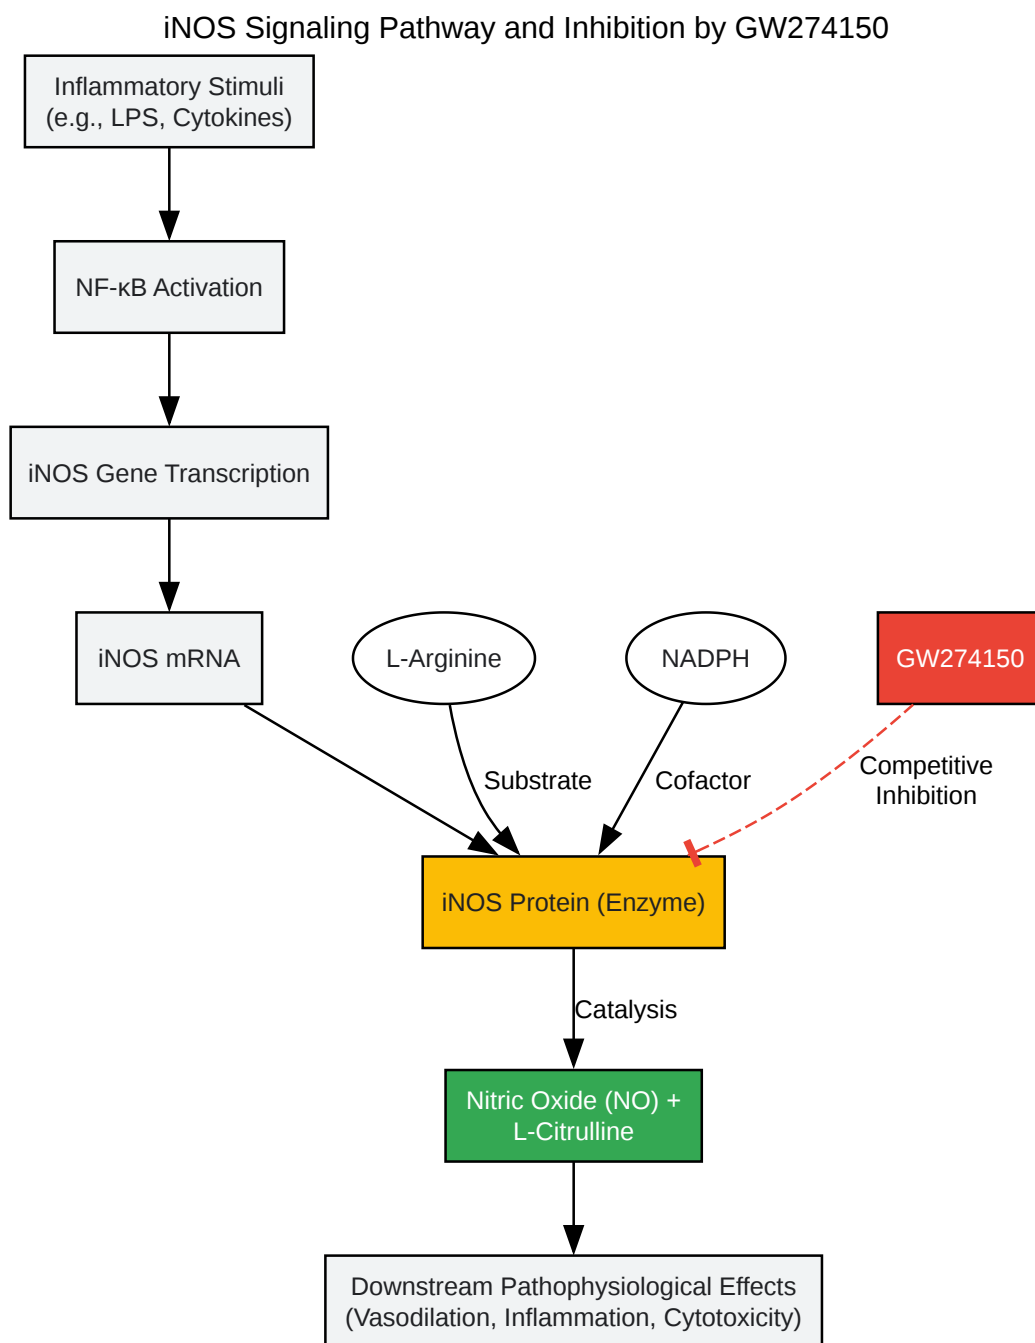 iNOS Signaling Pathway and Inhibition by GW274150
Inflammatory Stimuli
(e.g., LPS, Cytokines)
NF-κB Activation
iNOS Gene Transcription
iNOS mRNA
L-Arginine
NADPH
GW274150
Substrate
Cofactor
Competitive
Inhibition
iNOS Protein (Enzyme)
Catalysis
Nitric Oxide (NO) +
L-Citrulline
Downstream Pathophysiological Effects
(Vasodilation, Inflammation, Cytotoxicity)